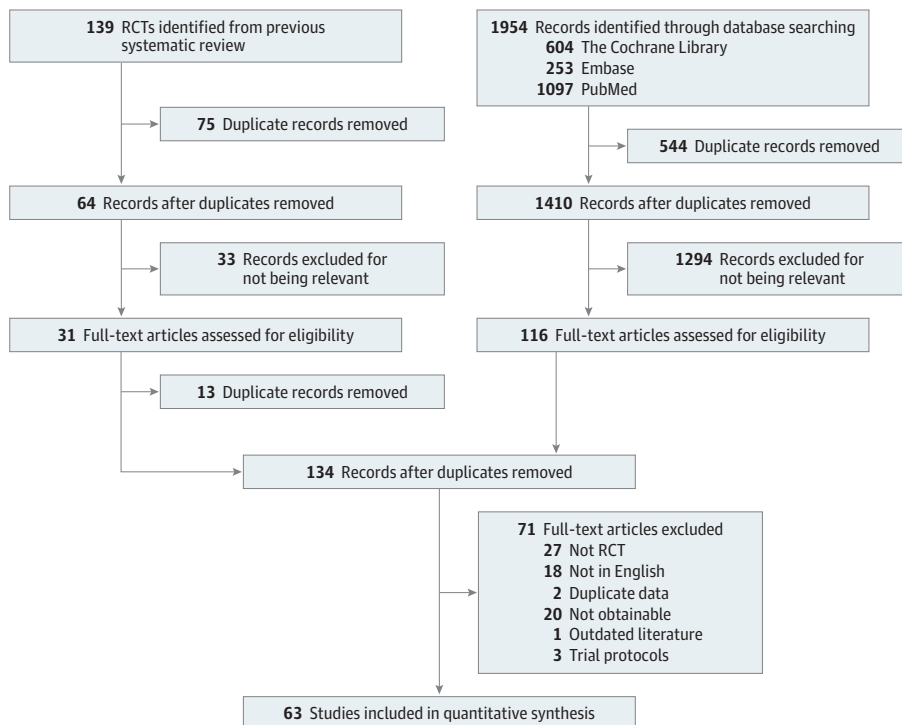 139 RCTs identified from previous
systematic review
1954 Records identified through database searching
604 The Cochrane Library
253 Embase
1097 PubMed
75 Duplicate records removed
544 Duplicate records removed
64 Records after duplicates removed
1410 Records after duplicates removed
33 Records excluded for
not being relevant
1294 Records excluded for
not being relevant
31 Full-text articles assessed for eligibility
116 Full-text articles assessed for eligibility
13 Duplicate records removed
134 Records after duplicates removed
71 Full-text articles excluded
27 Not RCT
18 Not in English
2 Duplicate data
20 Not obtainable
1 Outdated literature
3 Trial protocols
63 Studies included in quantitative synthesis